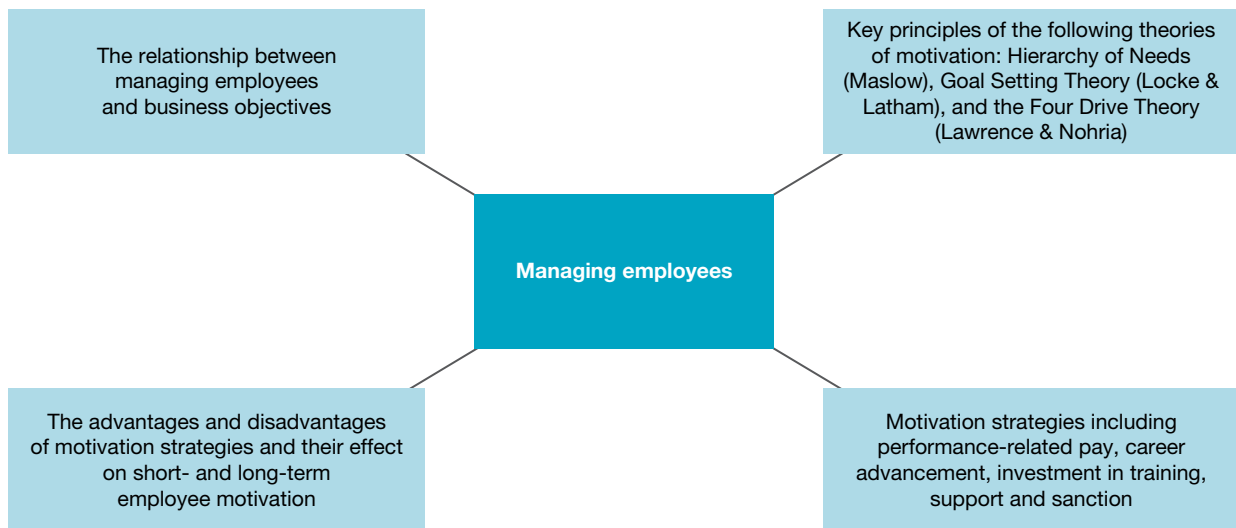 The relationship between
managing employees
and business objectives
Key principles of the following theories
of motivation: Hierarchy of Needs
(Maslow), Goal Setting Theory (Locke &
Latham), and the Four Drive Theory
(Lawrence & Nohria)
Managing employees
The advantages and disadvantages
of motivation strategies and their effect
on short- and long-term
employee motivation
Motivation strategies including
performance-related pay, career
advancement, investment in training,
support and sanction